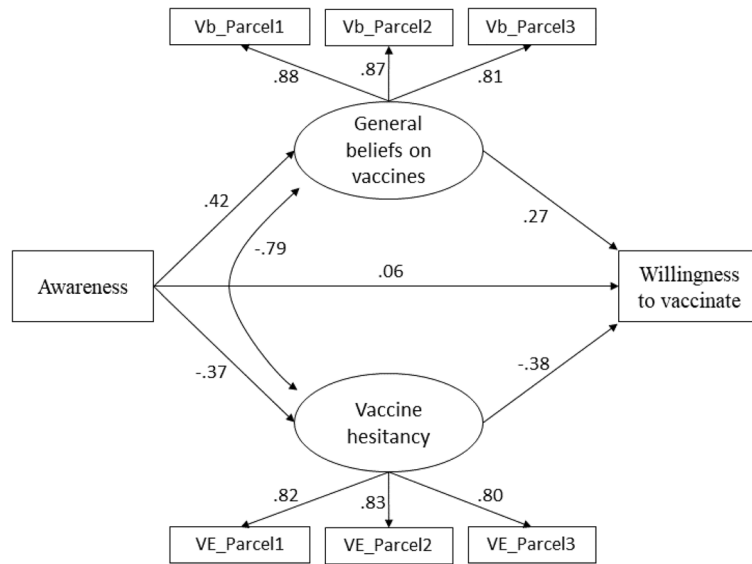 Vb_Parcel1
Vb_Parcel2
Vb_Parcel3
.88
.87
.81
General
beliefs on
vaccines
.42
.27
-.79
.06
Awareness
Willingness
to vaccinate
-.37
-.38
Vaccine
hesitancy
.82
.83
.80
VE_Parcel1
VE_Parcel2
VE_Parcel3